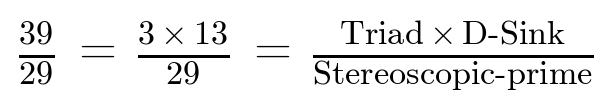 39/29 = 3 × 13/29 = Triad × D-Sink/Stereoscopic-prime